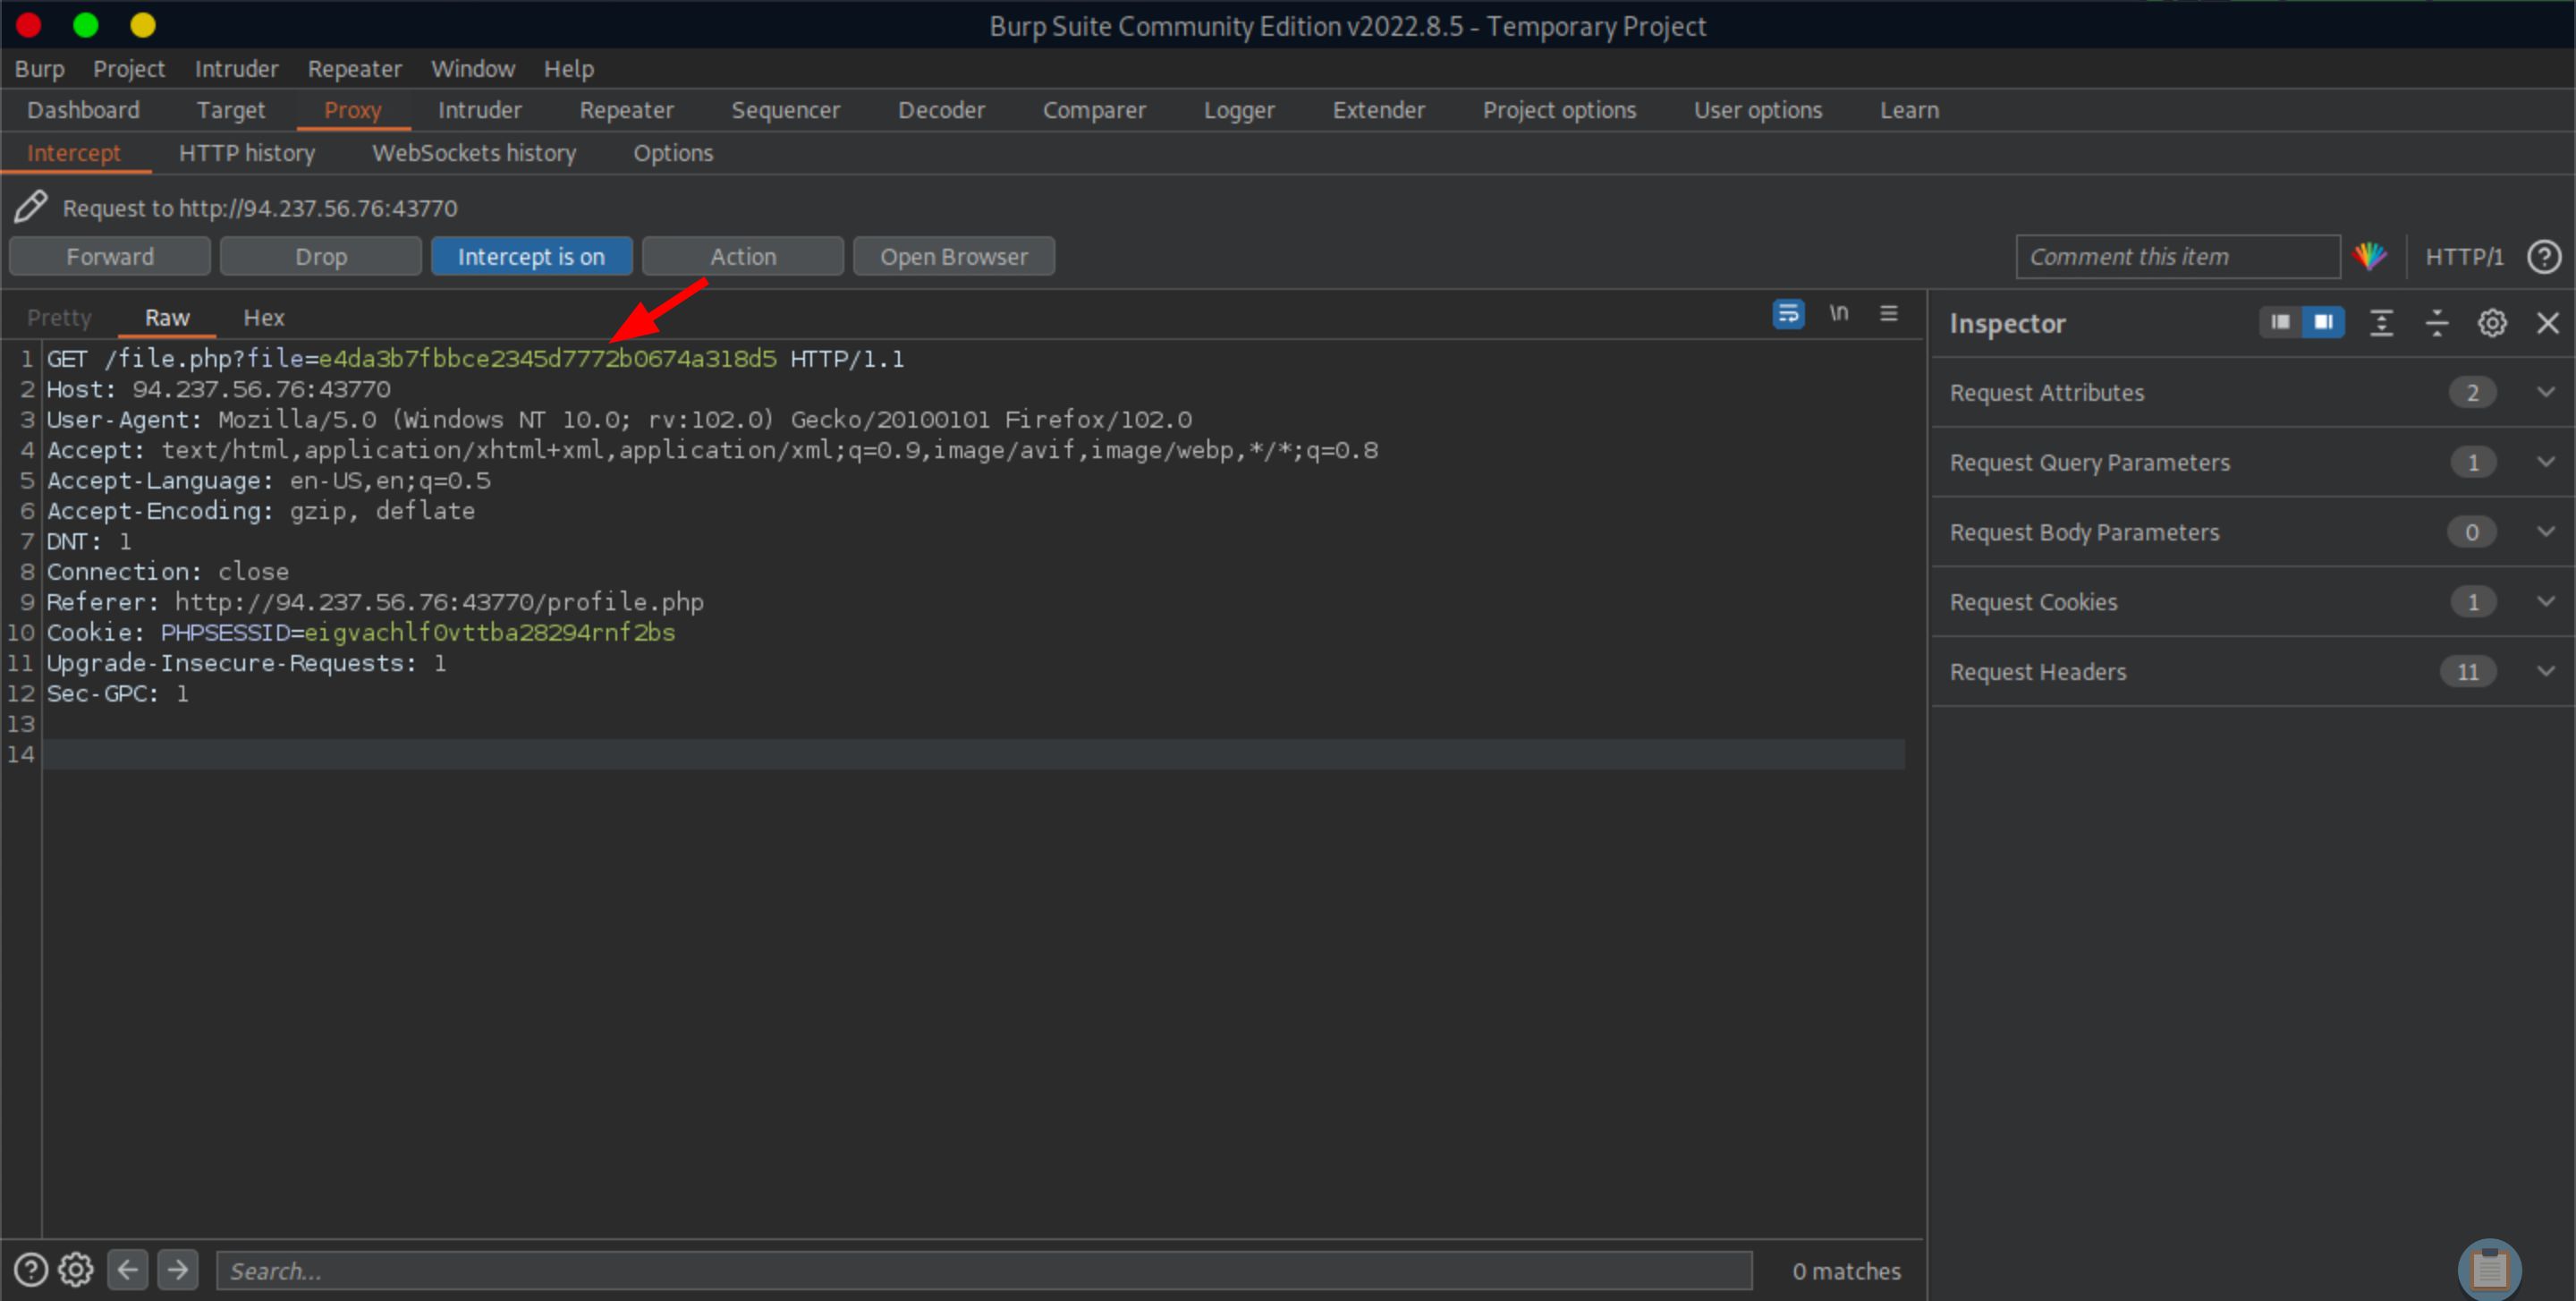 Burp Suite Community Edition v2022.8.5 - Temporary Project
Burp Project Intruder Repeater Window Help
Dashboard Target Proxy Intruder Repeater Sequencer Decoder Comparer Logger Extender Project options User options Learn
Intercept HTTP history WebSockets history Options
Request to http://94.237.56.76:43770
Forward Drop Intercept is on Action Open Browser Comment this item HTTP/1 ?
Pretty Raw Hex \n
Inspector
1 GET /file.php?file=e4da3b7fbbce2345d7772b0674a318d5 HTTP/1.1
2 Host: 94.237.56.76:43770
3 User-Agent: Mozilla/5.0 (Windows NT 10.0; rv:102.0) Gecko/20100101 Firefox/102.0
4 Accept: text/html,application/xhtml+xml,application/xml;q=0.9,image/avif,image/webp,*/*;q=0.8
5 Accept-Language: en-US,en;q=0.5
6 Accept-Encoding: gzip, deflate
7 DNT: 1
8 Connection: close
9 Referer: http://94.237.56.76:43770/profile.php
10 Cookie: PHPSESSID=eigvachlf0vttba28294rnf2bs
11 Upgrade-Insecure-Requests: 1
12 Sec-GPC: 1
13
14
Request Attributes 2
Request Query Parameters 1
Request Body Parameters 0
Request Cookies 1
Request Headers 11
? Search... 0 matches